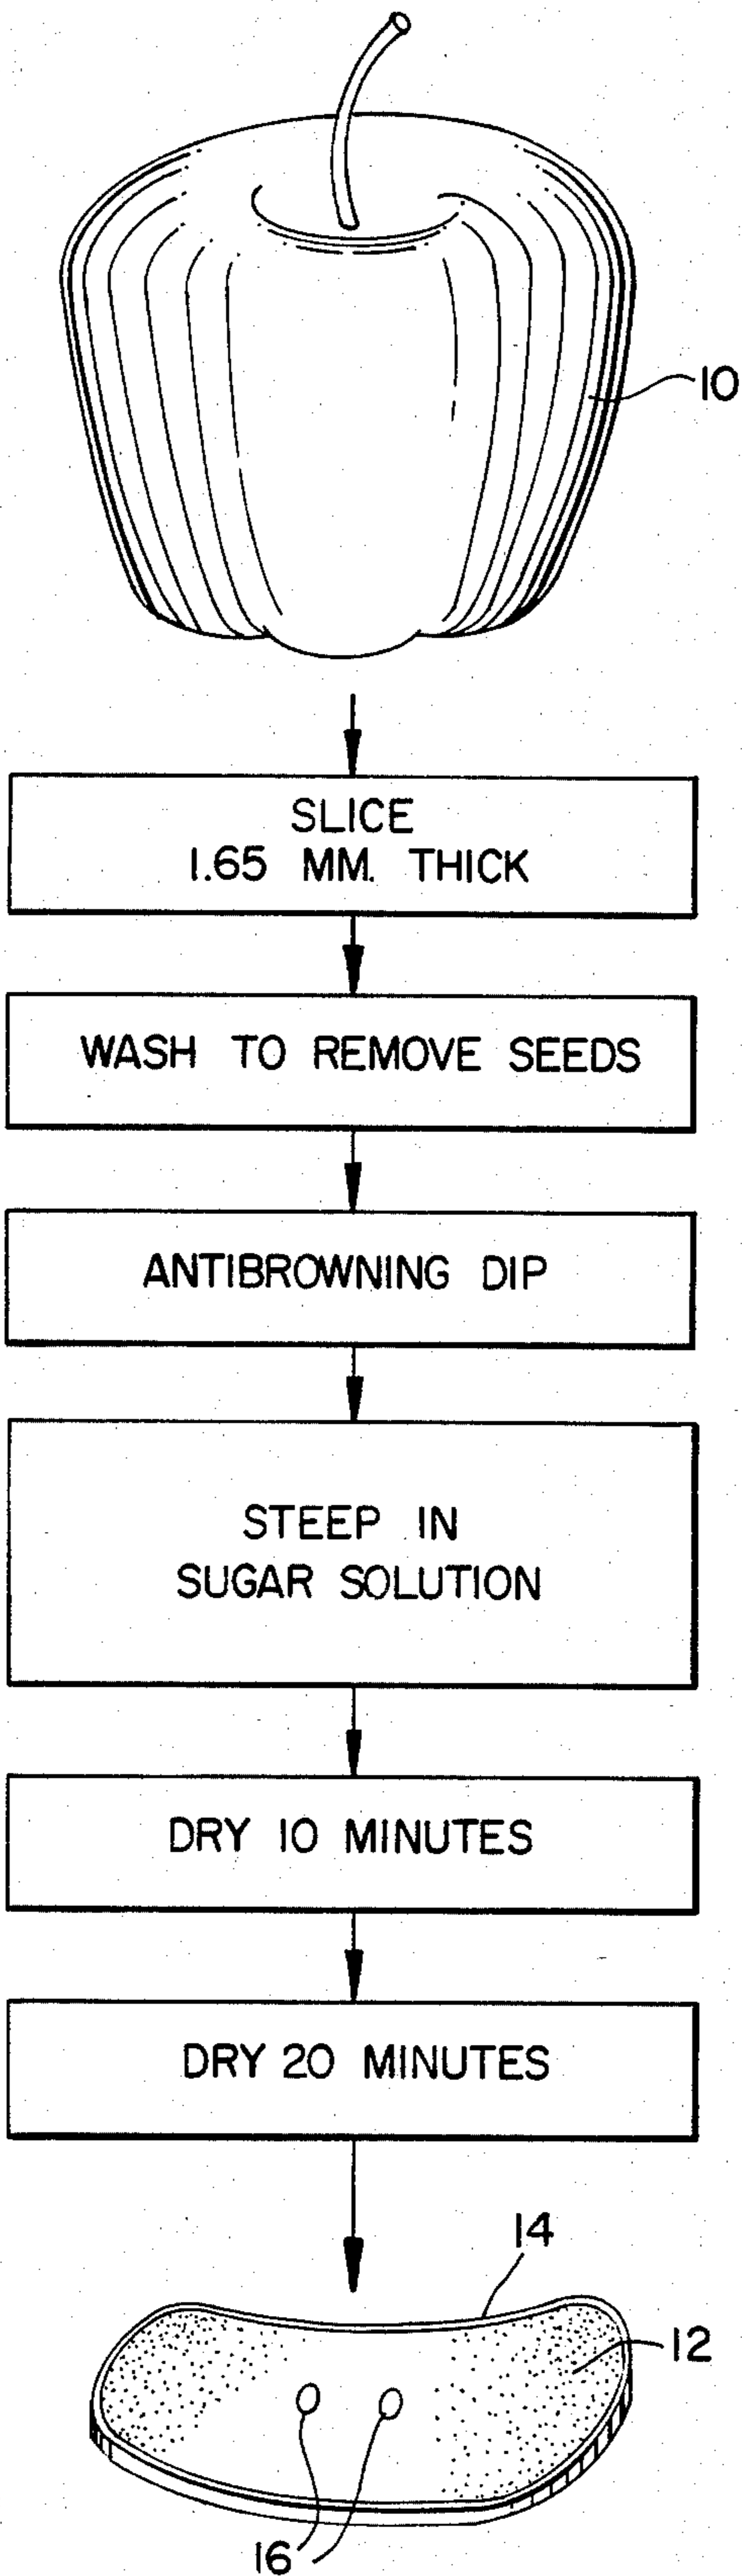 10
SLICE
1.65 MM. THICK
WASH TO REMOVE SEEDS
ANTIBROWNING DIP
STEEP IN
SUGAR SOLUTION
DRY 10 MINUTES
DRY 20 MINUTES
14
12
16